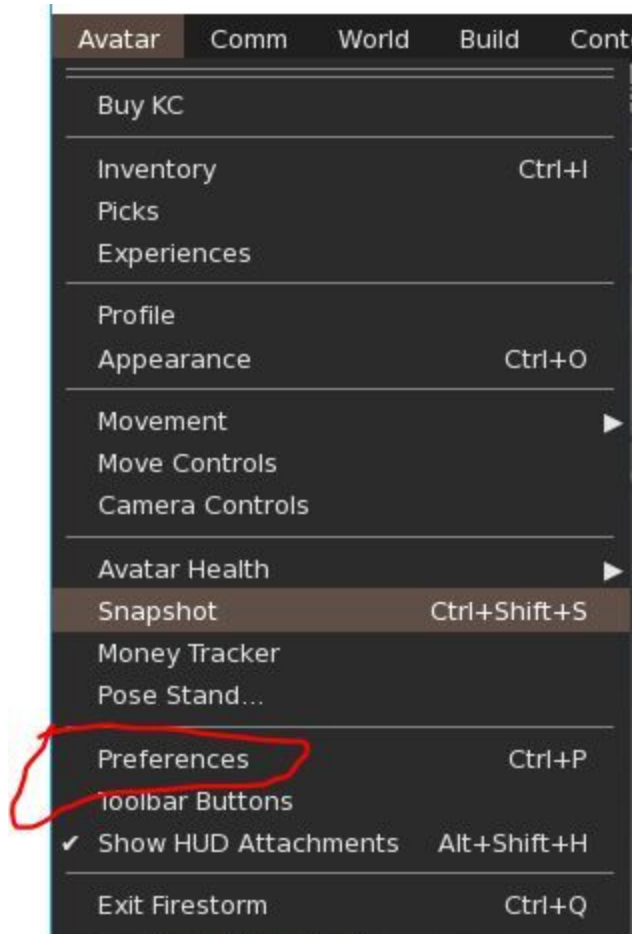 Avatar Comm World Build
Buy KC
Inventory Ctrl+I
Picks
Experiences
Profile
Appearance Ctrl+O
Movement ▶
Move Controls
Camera Controls
Avatar Health ▶
Snapshot Ctrl+Shift+S
Money Tracker
Pose Stand...
Preferences Ctrl+P
Toolbar Buttons
✔ Show HUD Attachments Alt+Shift+H
Exit Firestorm Ctrl+Q